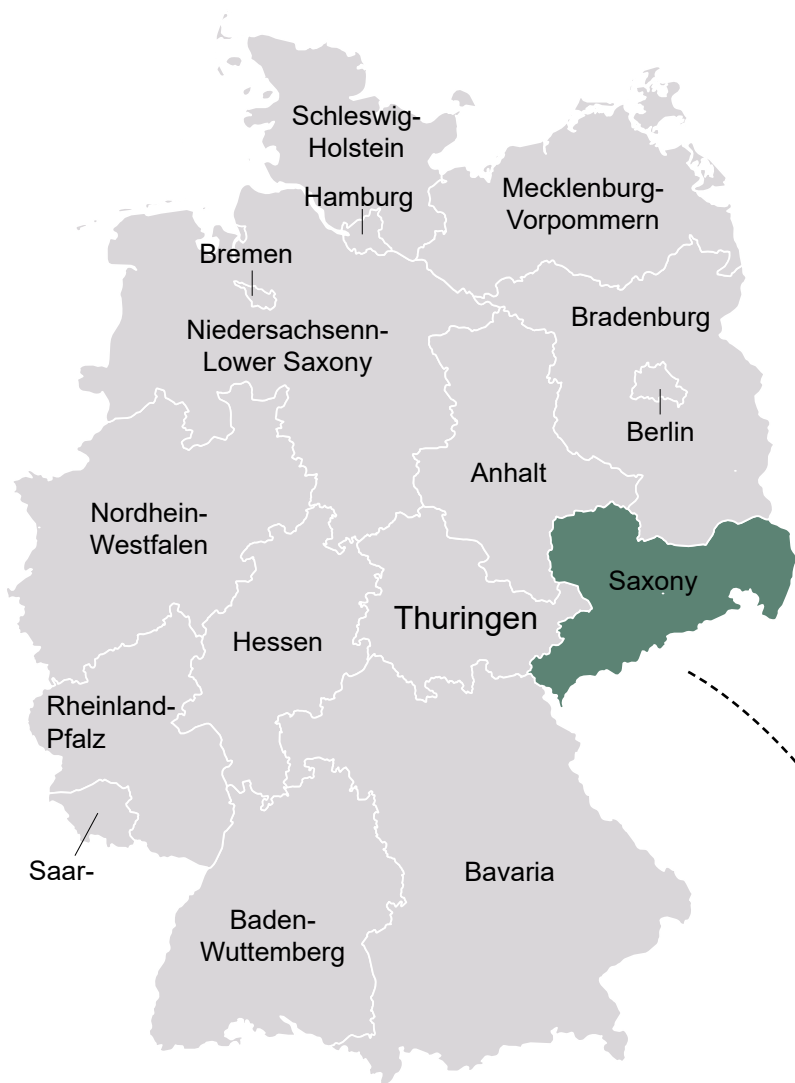 Schleswig-
Holstein
Hamburg
Mecklenburg-
Vorpommern
Bremen
Niedersachsenn-
Lower Saxony
Bradenburg
Berlin
Anhalt
Nordhein-
Westfalen
Saxony
Thuringen
Hessen
Rheinland-
Pfalz
Saar-
Bavaria
Baden-
Wuttemberg